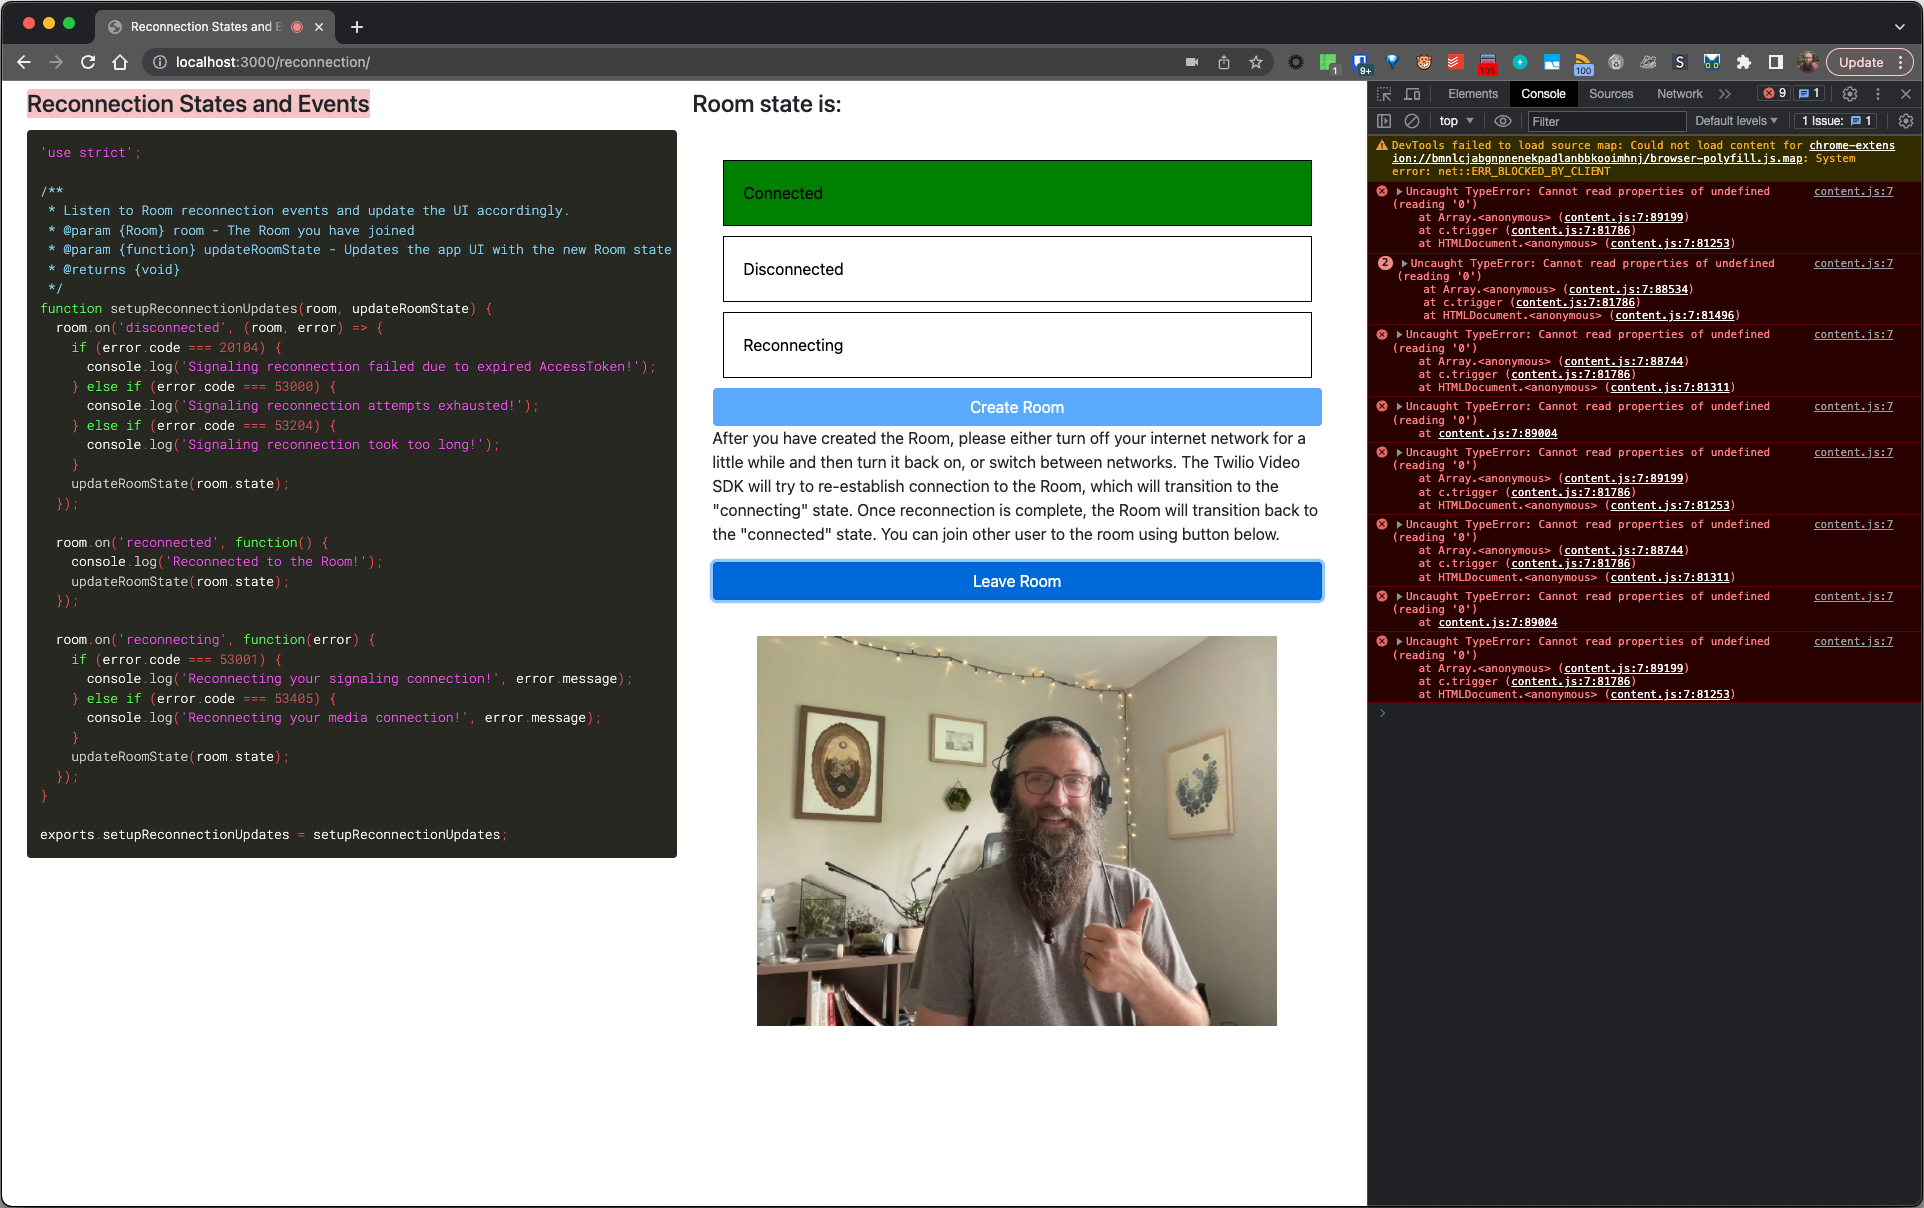 Reconnection States and E
localhost:3000/reconnection/
1
9+
105
100
S
Update
Reconnection States and Events
'use strict';
/**
* Listen to Room reconnection events and update the UI accordingly.
* @param {Room} room - The Room you have joined
* @param {function} updateRoomState - Updates the app UI with the new Room state
* @returns {void}
*/
function setupReconnectionUpdates(room, updateRoomState) {
room.on('disconnected', (room, error) => {
if (error.code === 20104) {
console.log('Signaling reconnection failed due to expired AccessToken!');
} else if (error.code === 53000) {
console.log('Signaling reconnection attempts exhausted!');
} else if (error.code === 53204) {
console.log('Signaling reconnection took too long!');
}
updateRoomState(room.state);
});
room.on('reconnected', function() {
console.log('Reconnected to the Room!');
updateRoomState(room.state);
});
room.on('reconnecting', function(error) {
if (error.code === 53001) {
console.log('Reconnecting your signaling connection!', error.message);
} else if (error.code === 53405) {
console.log('Reconnecting your media connection!', error.message);
}
updateRoomState(room.state);
});
}
exports.setupReconnectionUpdates = setupReconnectionUpdates;
Room state is:
Connected
Disconnected
Reconnecting
Create Room
After you have created the Room, please either turn off your internet network for a
little while and then turn it back on, or switch between networks. The Twilio Video
SDK will try to re-establish connection to the Room, which will transition to the
"connecting" state. Once reconnection is complete, the Room will transition back to
the "connected" state. You can join other user to the room using button below.
Leave Room
Elements Console Sources Network 9 1
top Filter Default levels 1 Issue: 1
DevTools failed to load source map: Could not load content for chrome-exten
sion://bmnlcjabgnpnenekpadlanbbkooimhnj/browser-polyfill.js.map: System
error: net::ERR_BLOCKED_BY_CLIENT
Uncaught TypeError: Cannot read properties of undefined content.js:7
(reading '0')
at Array.<anonymous> (content.js:7:89199)
at c.trigger (content.js:7:81786)
at HTMLDocument.<anonymous> (content.js:7:81253)
2 Uncaught TypeError: Cannot read properties of undefined content.js:7
(reading '0')
at Array.<anonymous> (content.js:7:88534)
at c.trigger (content.js:7:81786)
at HTMLDocument.<anonymous> (content.js:7:81496)
Uncaught TypeError: Cannot read properties of undefined content.js:7
(reading '0')
at Array.<anonymous> (content.js:7:88744)
at c.trigger (content.js:7:81786)
at HTMLDocument.<anonymous> (content.js:7:81311)
Uncaught TypeError: Cannot read properties of undefined content.js:7
(reading '0')
at content.js:7:89004
Uncaught TypeError: Cannot read properties of undefined content.js:7
(reading '0')
at Array.<anonymous> (content.js:7:89199)
at c.trigger (content.js:7:81786)
at HTMLDocument.<anonymous> (content.js:7:81253)
Uncaught TypeError: Cannot read properties of undefined content.js:7
(reading '0')
at Array.<anonymous> (content.js:7:88744)
at c.trigger (content.js:7:81786)
at HTMLDocument.<anonymous> (content.js:7:81311)
Uncaught TypeError: Cannot read properties of undefined content.js:7
(reading '0')
at content.js:7:89004
Uncaught TypeError: Cannot read properties of undefined content.js:7
(reading '0')
at Array.<anonymous> (content.js:7:89199)
at c.trigger (content.js:7:81786)
at HTMLDocument.<anonymous> (content.js:7:81253)